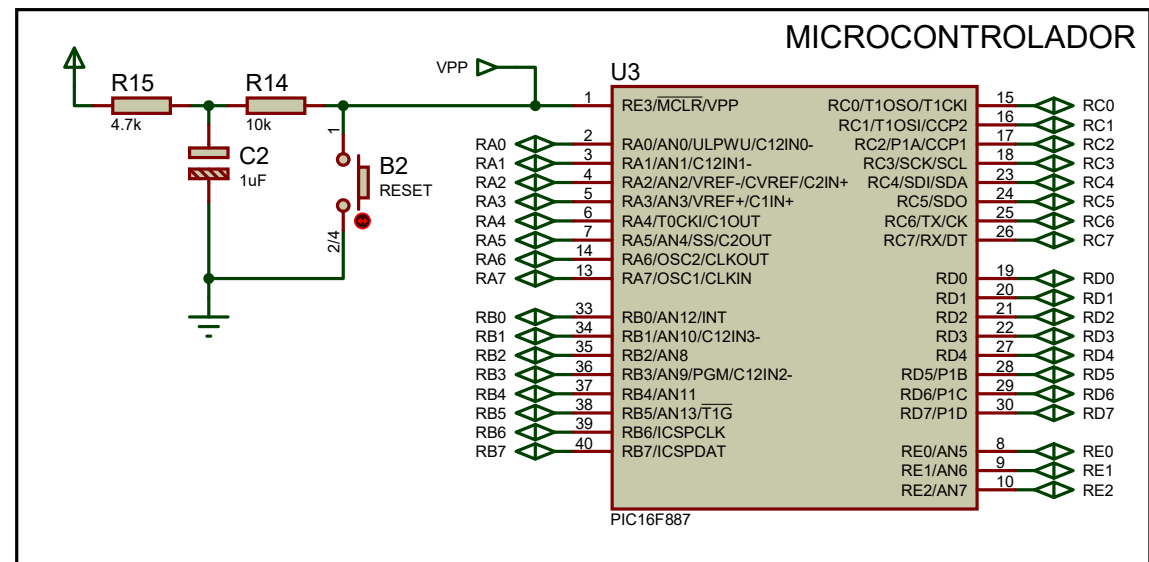 MICROCONTROLADOR
R15
4.7k
R14
10k
C2
1uF
1
B2
RESET
2/4
VPP
U3
1 RE3/MCLR/VPP
RA0 2 RA0/AN0/ULPWU/C12IN0-
RA1 3 RA1/AN1/C12IN1-
RA2 4 RA2/AN2/VREF-/CVREF/C2IN+
RA3 5 RA3/AN3/VREF+/C1IN+
RA4 6 RA4/T0CKI/C1OUT
RA5 7 RA5/AN4/SS/C2OUT
RA6 14 RA6/OSC2/CLKOUT
RA7 13 RA7/OSC1/CLKIN
RB0 33 RB0/AN12/INT
RB1 34 RB1/AN10/C12IN3-
RB2 35 RB2/AN8
RB3 36 RB3/AN9/PGM/C12IN2-
RB4 37 RB4/AN11
RB5 38 RB5/AN13/T1G
RB6 39 RB6/ICSPCLK
RB7 40 RB7/ICSPDAT
RC0/T1OSO/T1CKI 15 RC0
RC1/T1OSI/CCP2 16 RC1
RC2/P1A/CCP1 17 RC2
RC3/SCK/SCL 18 RC3
RC4/SDI/SDA 23 RC4
RC5/SDO 24 RC5
RC6/TX/CK 25 RC6
RC7/RX/DT 26 RC7
RD0 19 RD0
RD1 20 RD1
RD2 21 RD2
RD3 22 RD3
RD4 27 RD4
RD5/P1B 28 RD5
RD6/P1C 29 RD6
RD7/P1D 30 RD7
RE0/AN5 8 RE0
RE1/AN6 9 RE1
RE2/AN7 10 RE2
PIC16F887